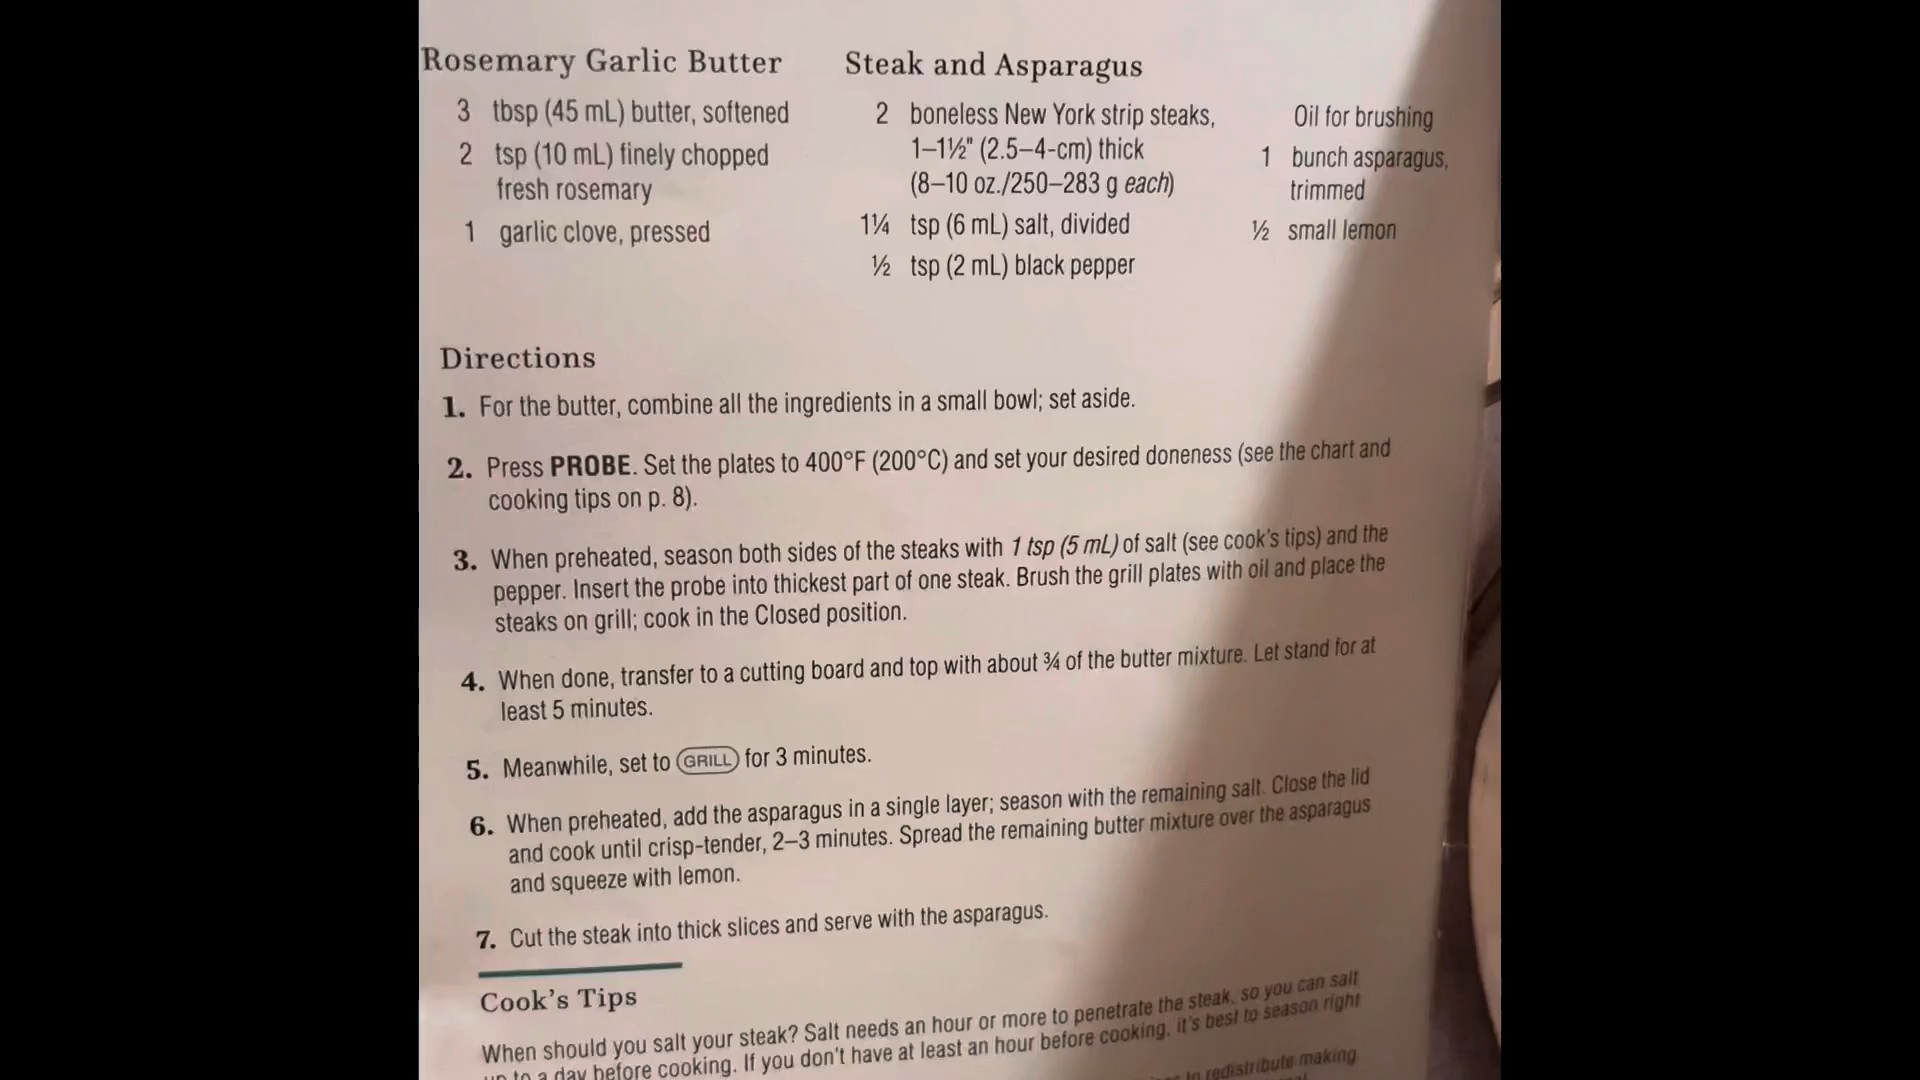 Rosemary Garlic Butter
3 tbsp (45 mL) butter, softened
2 tsp (10 mL) finely chopped
fresh rosemary
1 garlic clove, pressed
Steak and Asparagus
2 boneless New York strip steaks,
1–1½" (2.5–4-cm) thick
(8–10 oz./250–283 g each)
1¼ tsp (6 mL) salt, divided
½ tsp (2 mL) black pepper
Oil for brushing
1 bunch asparagus,
trimmed
½ small lemon
Directions
1. For the butter, combine all the ingredients in a small bowl; set aside.
2. Press PROBE. Set the plates to 400°F (200°C) and set your desired doneness (see the chart and
cooking tips on p. 8).
3. When preheated, season both sides of the steaks with 1 tsp (5 mL) of salt (see cook's tips) and the
pepper. Insert the probe into thickest part of one steak. Brush the grill plates with oil and place the
steaks on grill; cook in the Closed position.
4. When done, transfer to a cutting board and top with about ¾ of the butter mixture. Let stand for at
least 5 minutes.
5. Meanwhile, set to GRILL for 3 minutes.
6. When preheated, add the asparagus in a single layer; season with the remaining salt. Close the lid
and cook until crisp-tender, 2–3 minutes. Spread the remaining butter mixture over the asparagus
and squeeze with lemon.
7. Cut the steak into thick slices and serve with the asparagus.
Cook's Tips
When should you salt your steak? Salt needs an hour or more to penetrate the steak, so you can salt
up to a day before cooking. If you don't have at least an hour before cooking, it's best to season right
to redistribute making